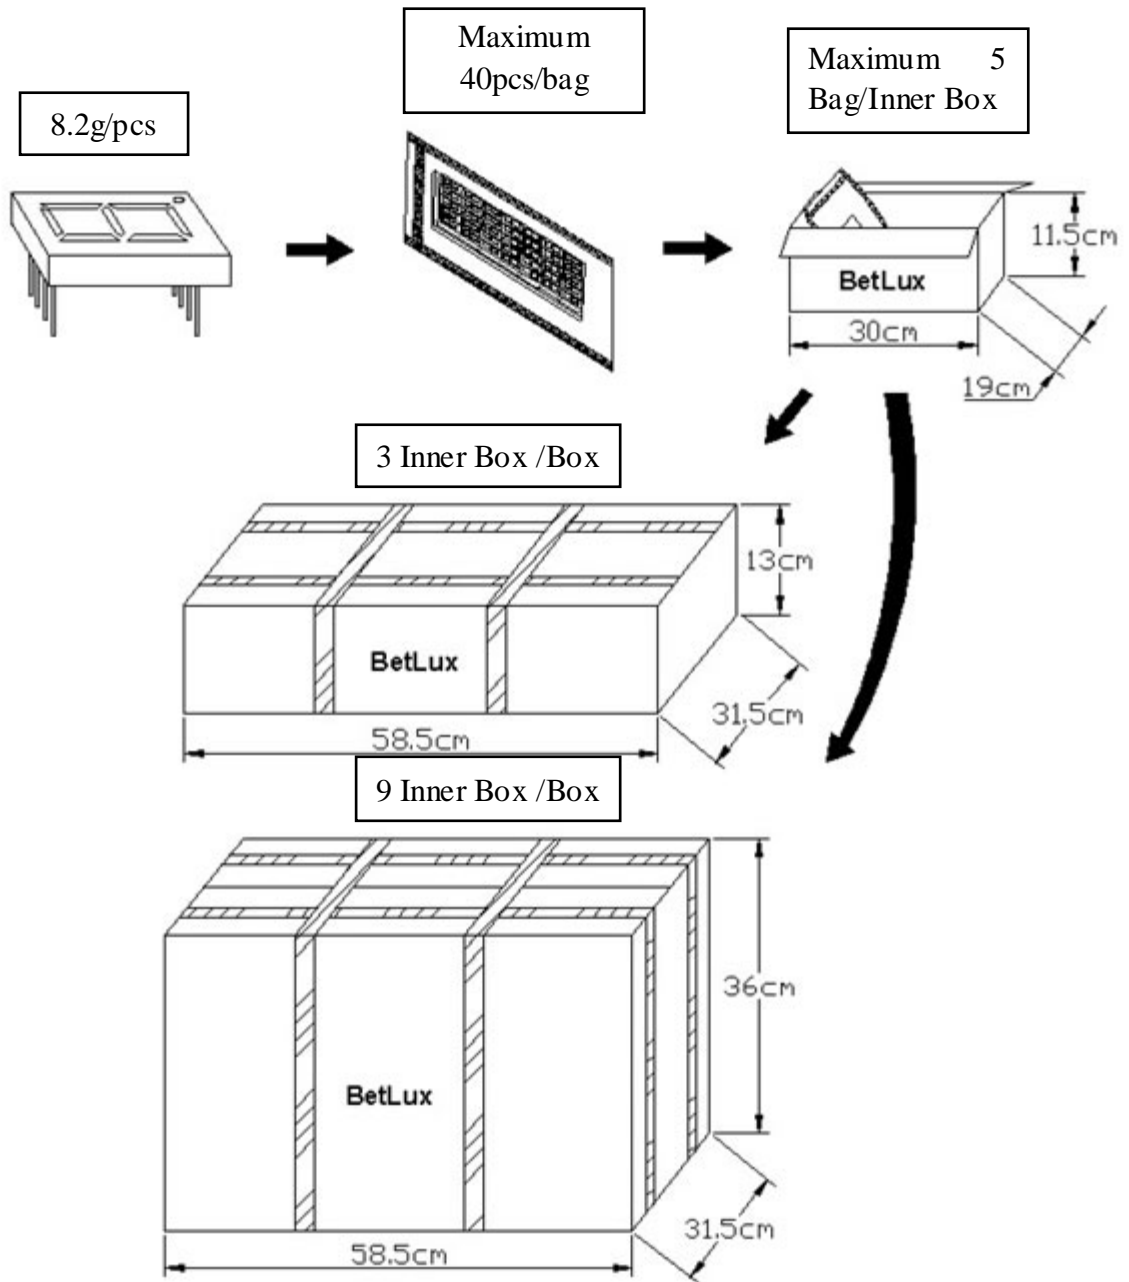 Maximum
40pcs/bag
Maximum 5
Bag/Inner Box
8.2g/pcs
11.5cm
BetLux
30cm
19cm
3 Inner Box /Box
13cm
BetLux
31.5cm
58.5cm
9 Inner Box /Box
36cm
BetLux
31.5cm
58.5cm